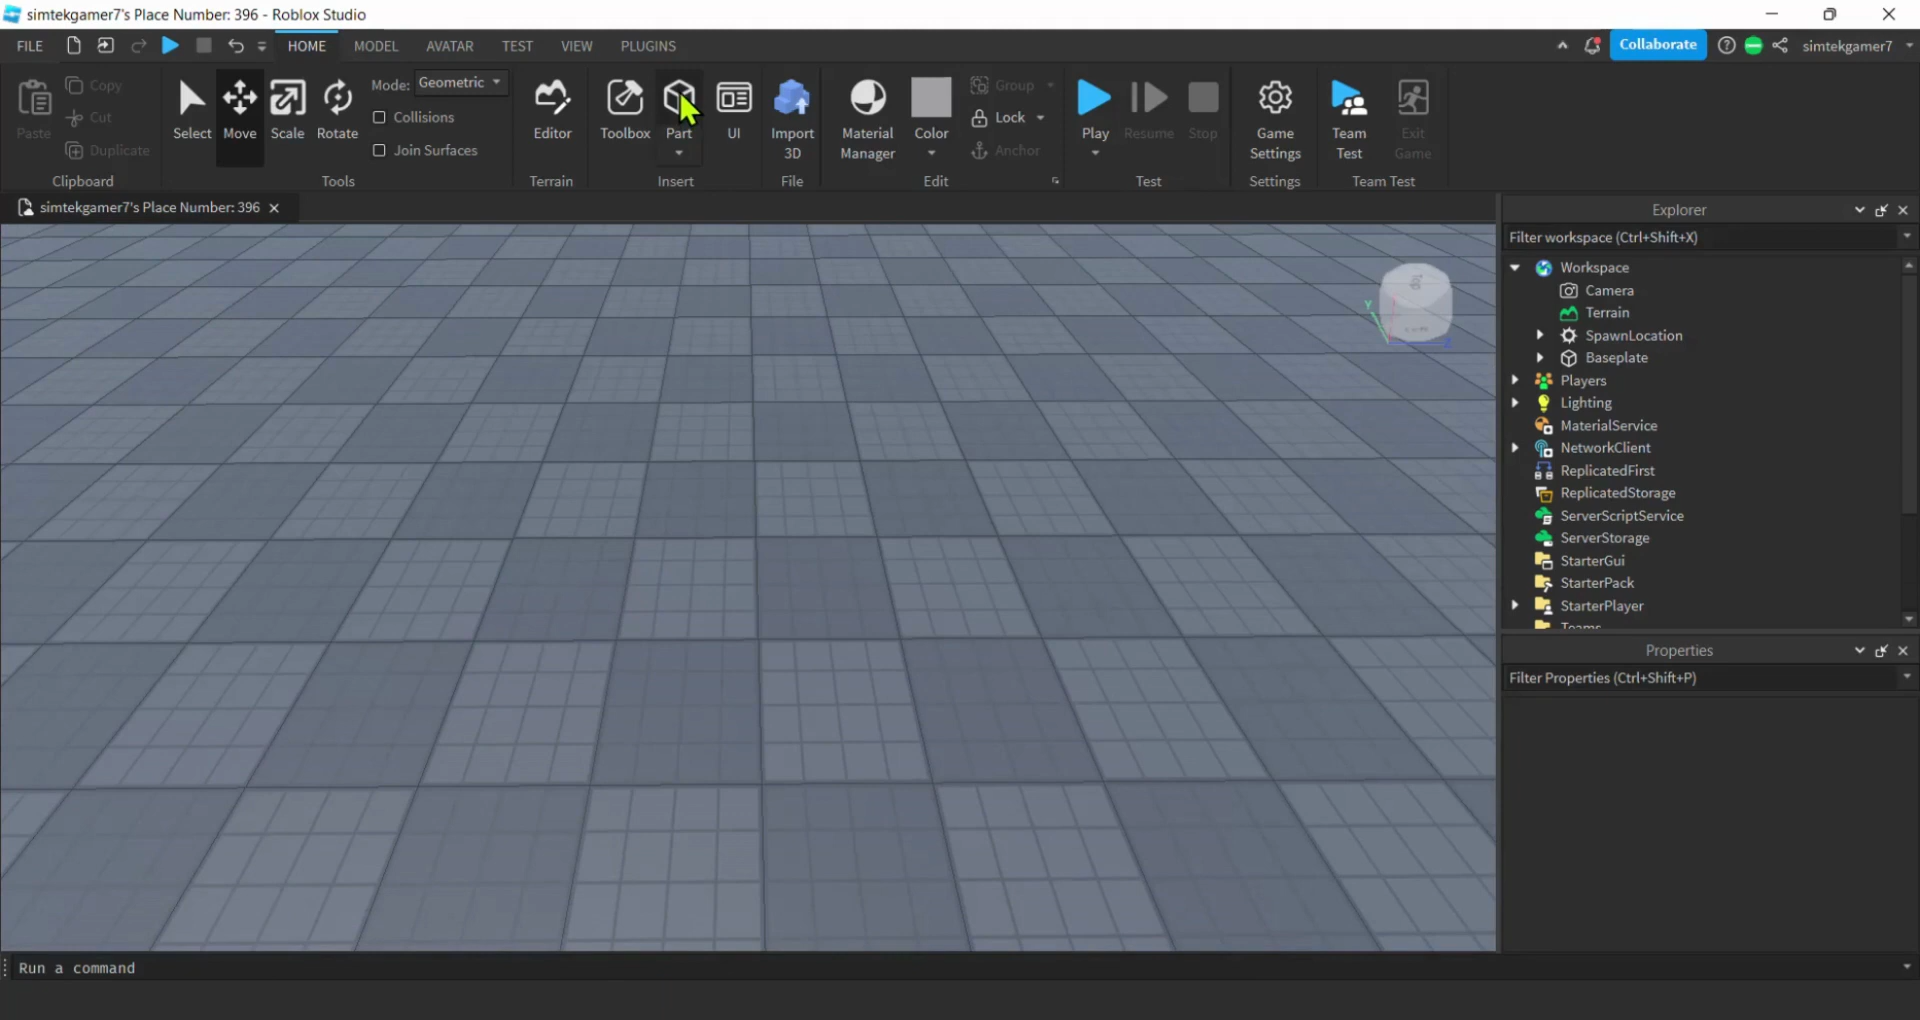 simtekgamer7's Place Number: 396 - Roblox Studio
FILE HOME MODEL AVATAR TEST VIEW PLUGINS Collaborate simtekgamer7
Paste Copy Cut Duplicate
Clipboard
Select Move Scale Rotate
Mode: Geometric
Collisions
Join Surfaces
Tools
Editor
Terrain
Toolbox Part UI
Insert
Import 3D
File
Material Manager
Color
Group
Lock
Anchor
Edit
Play Resume Stop
Test
Game Settings
Settings
Team Test
Exit Game
Team Test
simtekgamer7's Place Number: 396
Top
Y
Z
Explorer
Filter workspace (Ctrl+Shift+X)
Workspace
Camera
Terrain
SpawnLocation
Baseplate
Players
Lighting
MaterialService
NetworkClient
ReplicatedFirst
ReplicatedStorage
ServerScriptService
ServerStorage
StarterGui
StarterPack
StarterPlayer
Teams
Properties
Filter Properties (Ctrl+Shift+P)
Run a command